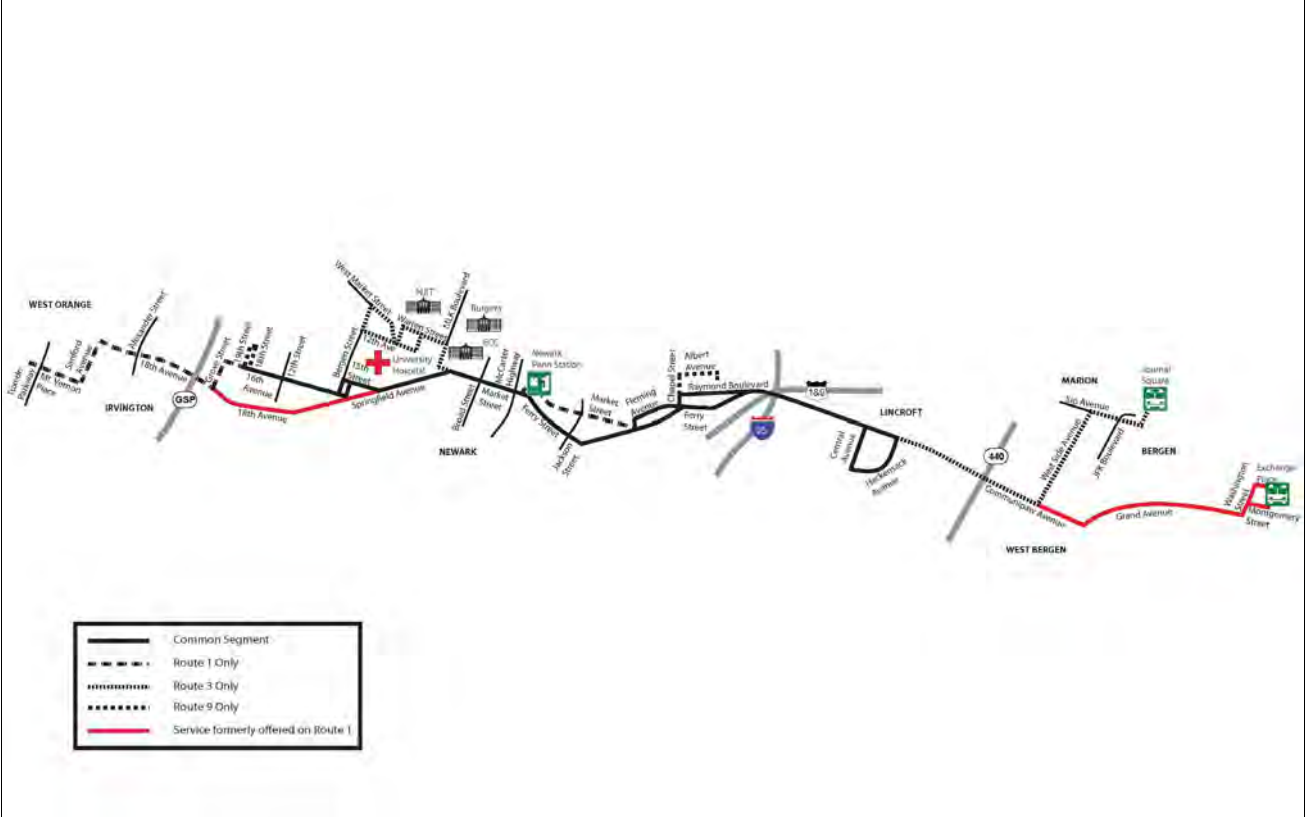 WEST ORANGE
Tuxedo
Parkway
Mt. Vernon
Place
Sanford
Avenue
Alexander Street
18th Avenue
IRVINGTON
GSP
Grove Street
19th Street
18th Street
16th
Avenue
17th Street
18th Avenue
West Market Street
Bergen Street
15th
Street
12th Ave
Warren Street
NJIT
MLK Boulevard
Rutgers
ECC
University
Hospital
Springfield Avenue
Broad Street
McCarter
Highway
Market
Street
NEWARK
Newark
Penn Station
Ferry Street
Jackson
Street
Market
Street
Fleming
Avenue
Chapel Street
Albert
Avenue
Raymond Boulevard
Ferry
Street
95
1&9
LINCROFT
Central
Avenue
Hackensack
Avenue
440
Communipaw Avenue
WEST BERGEN
West Side Avenue
MARION
Sip Avenue
JFK Boulevard
Journal
Square
BERGEN
Grand Avenue
Washington
Street
Exchange
Place
Montgomery
Street
Common Segment
Route 1 Only
Route 3 Only
Route 9 Only
Service formerly offered on Route 1